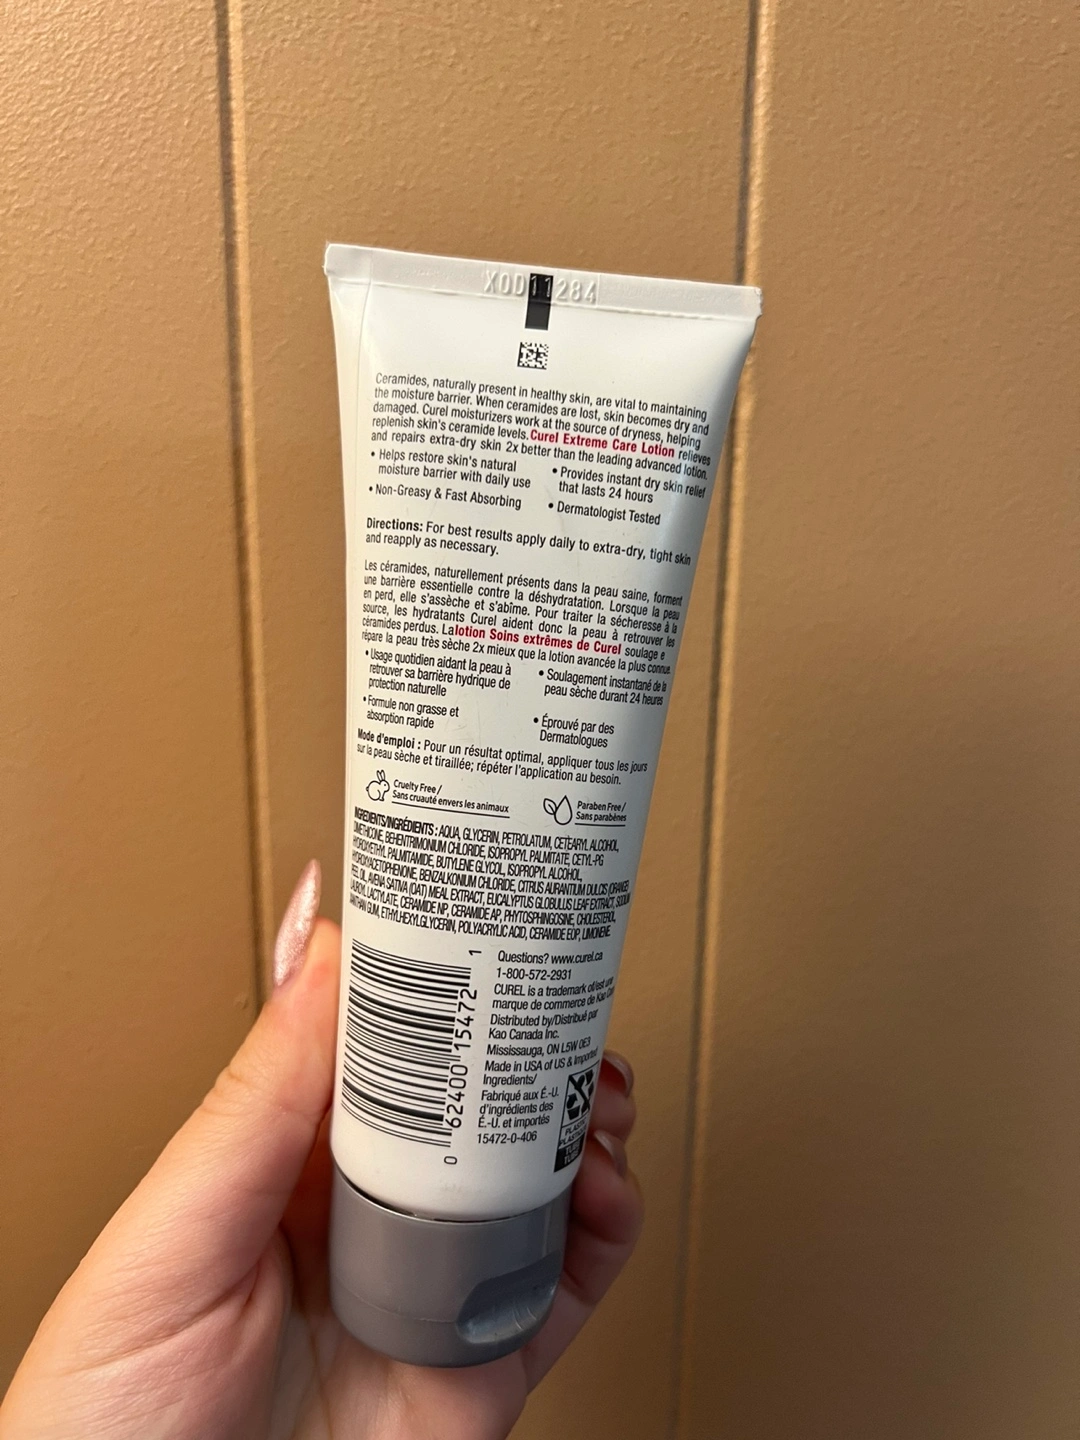 X0D11284
Ceramides, naturally present in healthy skin, are vital to maintaining
the moisture barrier. When ceramides are lost, skin becomes dry and
damaged. Curel moisturizers work at the source of dryness, helping
replenish skin's ceramide levels. Curel Extreme Care Lotion relieves
and repairs extra-dry skin 2x better than the leading advanced lotion.
• Helps restore skin's natural
moisture barrier with daily use
• Non-Greasy & Fast Absorbing
• Provides instant dry skin relief
that lasts 24 hours
• Dermatologist Tested
Directions: For best results apply daily to extra-dry, tight skin
and reapply as necessary.
Les céramides, naturellement présents dans la peau saine, forment
une barrière essentielle contre la déshydratation. Lorsque la peau
en perd, elle s'assèche et s'abîme. Pour traiter la sécheresse à la
source, les hydratants Curel aident donc la peau à retrouver les
céramides perdus. La lotion Soins extrêmes de Curel soulage e
répare la peau très sèche 2x mieux que la lotion avancée la plus connue.
• Usage quotidien aidant la peau à
retrouver sa barrière hydrique de
protection naturelle
• Formule non grasse et
absorption rapide
• Soulagement instantané de la
peau sèche durant 24 heures
• Éprouvé par des
Dermatologues
Mode d'emploi : Pour un résultat optimal, appliquer tous les jours
sur la peau sèche et tiraillée; répéter l'application au besoin.
Cruelty Free /
Sans cruauté envers les animaux
Paraben Free /
Sans parabènes
INGREDIENTS/INGRÉDIENTS : AQUA, GLYCERIN, PETROLATUM, CETEARYL ALCOHOL,
DIMETHICONE, BEHENTRIMONIUM CHLORIDE, ISOPROPYL PALMITATE, CETYL-PG
HYDROXYETHYL PALMITAMIDE, BUTYLENE GLYCOL, ISOPROPYL ALCOHOL,
HYDROXYACETOPHENONE, BENZALKONIUM CHLORIDE, CITRUS AURANTIUM DULCIS (ORANGE)
PEEL OIL, AVENA SATIVA (OAT) MEAL EXTRACT, EUCALYPTUS GLOBULUS LEAF EXTRACT, SODIUM
LAUROYL LACTYLATE, CERAMIDE NP, CERAMIDE AP, PHYTOSPHINGOSINE, CHOLESTEROL,
XANTHAN GUM, ETHYLHEXYLGLYCERIN, POLYACRYLIC ACID, CERAMIDE EOP, LIMONENE.
0 62400 15472 1
Questions? www.curel.ca
1-800-572-2931
CUREL is a trademark of/est une
marque de commerce de Kao
Distributed by/Distribué par
Kao Canada Inc.
Mississauga, ON L5W 0E3
Made in USA of US & Imported
Ingredients/
Fabriqué aux É.-U.
d'ingrédients des
É.-U. et importés
15472-0-406
PLASTIC
PLASTIQUE
TUBE
TUBE